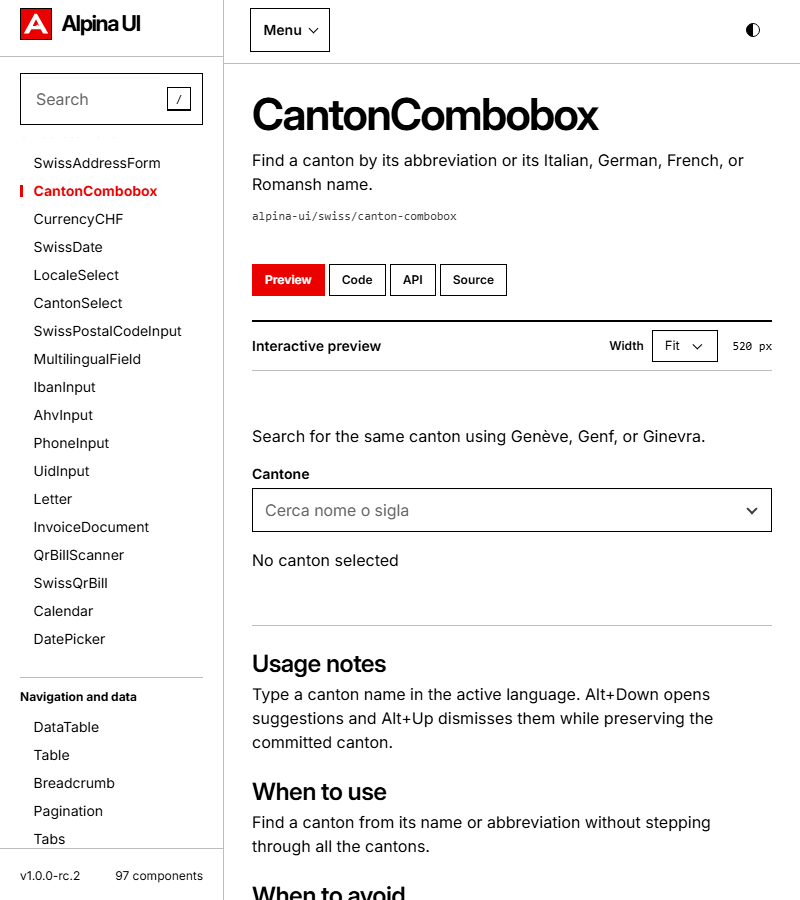 Alpina UI
Search /
SwissAddressForm
CantonCombobox
CurrencyCHF
SwissDate
LocaleSelect
CantonSelect
SwissPostalCodeInput
MultilingualField
IbanInput
AhvInput
PhoneInput
UidInput
Letter
InvoiceDocument
QrBillScanner
SwissQrBill
Calendar
DatePicker
Navigation and data
DataTable
Table
Breadcrumb
Pagination
Tabs
v1.0.0-rc.2 97 components
Menu
CantonCombobox
Find a canton by its abbreviation or its Italian, German, French, or
Romansh name.
alpina-ui/swiss/canton-combobox
Preview Code API Source
Interactive preview Width Fit 520 px
Search for the same canton using Genève, Genf, or Ginevra.
Cantone
Cerca nome o sigla
No canton selected
Usage notes
Type a canton name in the active language. Alt+Down opens
suggestions and Alt+Up dismisses them while preserving the
committed canton.
When to use
Find a canton from its name or abbreviation without stepping
through all the cantons.
When to avoid